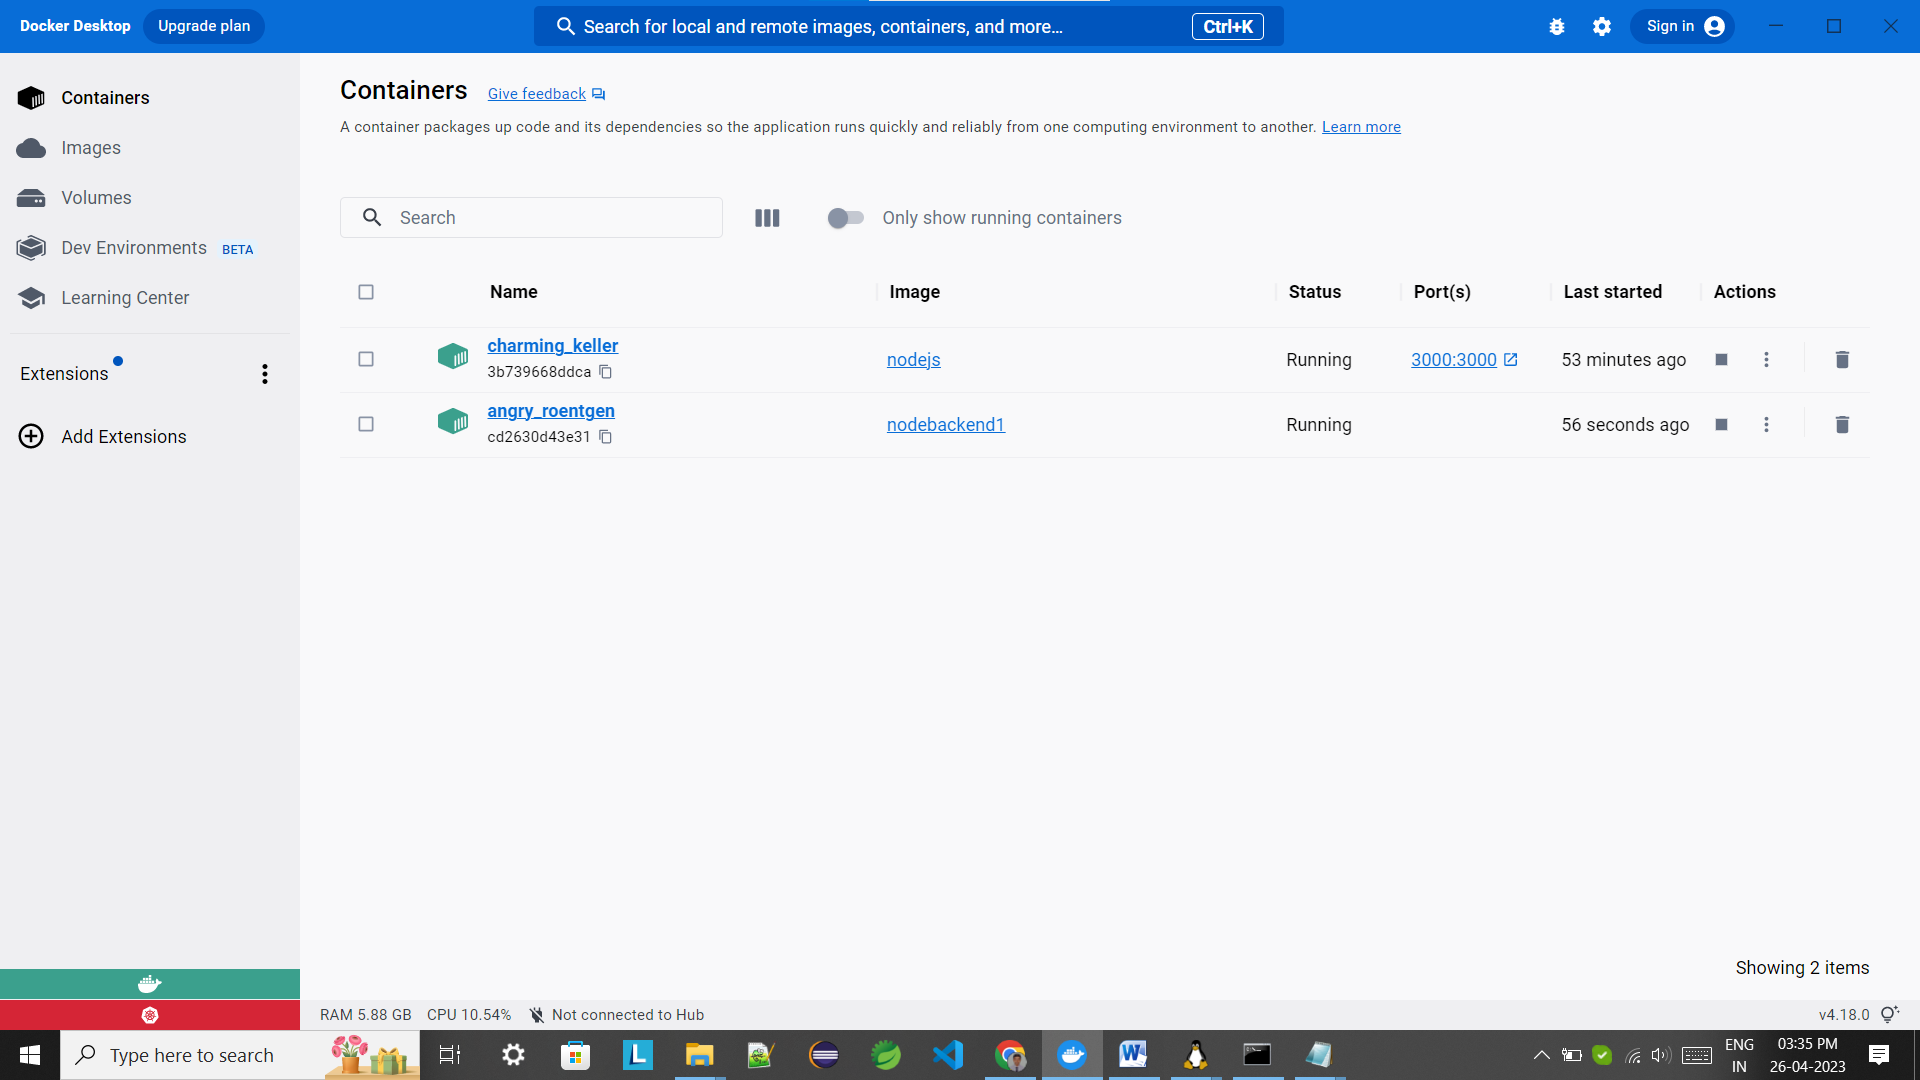 Docker Desktop Upgrade plan Search for local and remote images, containers, and more... Ctrl+K Sign in
Containers
Images
Volumes
Dev Environments BETA
Learning Center
Extensions
Add Extensions
Containers Give feedback
A container packages up code and its dependencies so the application runs quickly and reliably from one computing environment to another. Learn more
Search Only show running containers
Name Image Status Port(s) Last started Actions
charming_keller
3b739668ddca nodejs Running 3000:3000 53 minutes ago
angry_roentgen
cd2630d43e31 nodebackend1 Running 56 seconds ago
Showing 2 items
RAM 5.88 GB CPU 10.54% Not connected to Hub v4.18.0
Type here to search L W ENG
IN
03:35 PM
26-04-2023